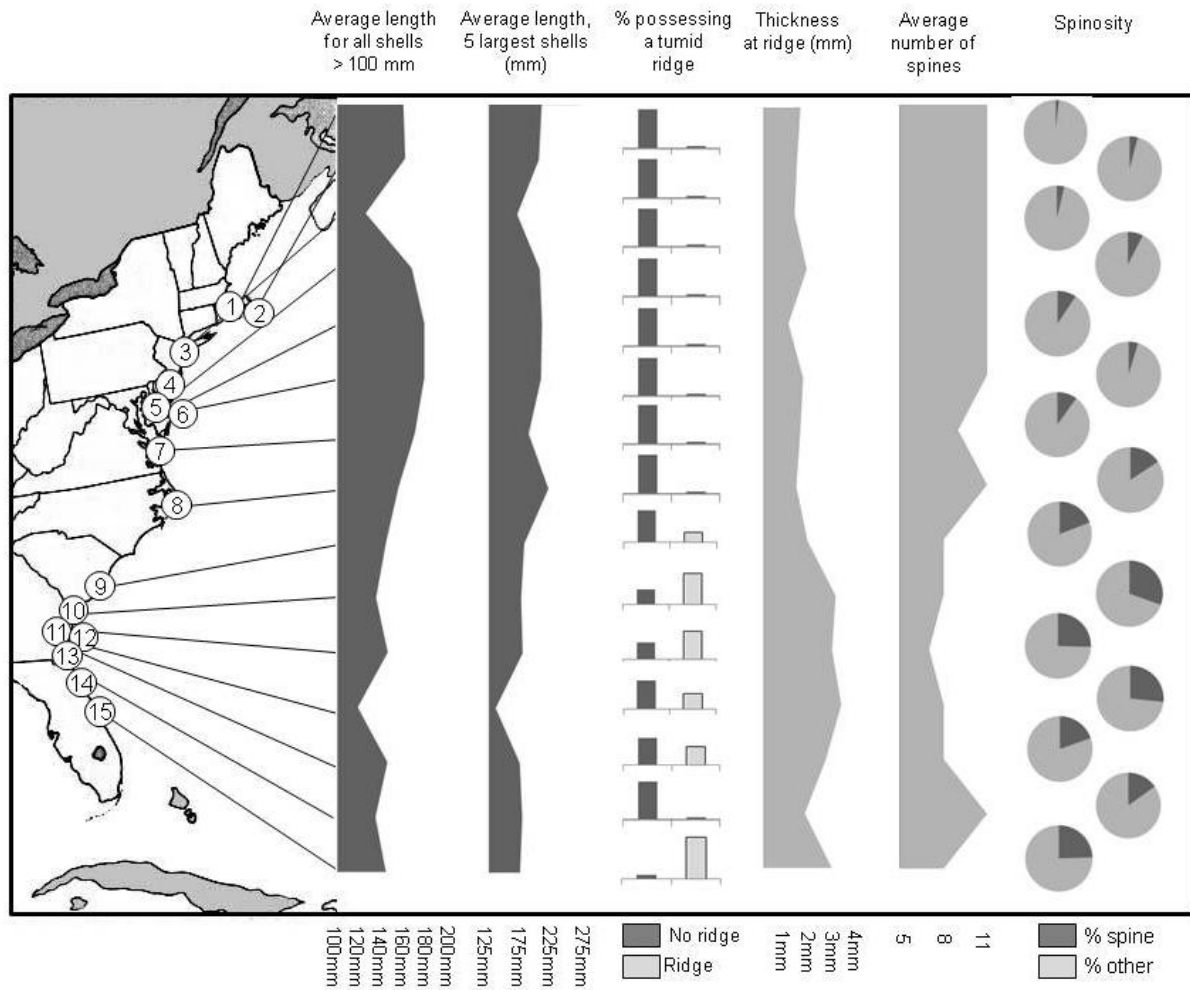 Average length
for all shells
> 100 mm
Average length,
5 largest shells
(mm)
% possessing
a tumid
ridge
Thickness
at ridge (mm)
Average
number of
spines
Spinosity
1
2
3
4
5
6
7
8
9
10
11
12
13
14
15
100mm
120mm
140mm
160mm
180mm
200mm
125mm
175mm
225mm
275mm
No ridge
Ridge
1mm
2mm
3mm
4mm
5
8
11
% spine
% other